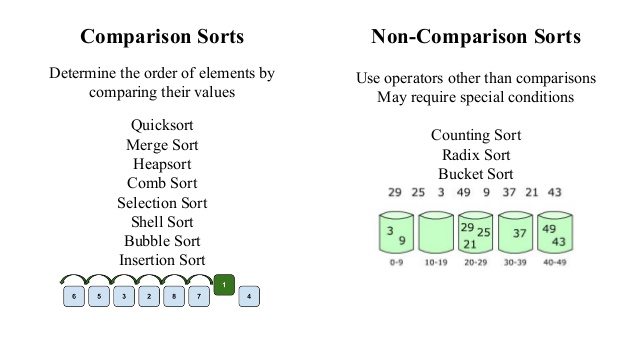 Comparison Sorts
Determine the order of elements by
comparing their values
Quicksort
Merge Sort
Heapsort
Comb Sort
Selection Sort
Shell Sort
Bubble Sort
Insertion Sort
6 5 3 2 8 7 1 4
Non-Comparison Sorts
Use operators other than comparisons
May require special conditions
Counting Sort
Radix Sort
Bucket Sort
29 25 3 49 9 37 21 43
3 29 25 37 49
9 21 43
0-9 10-19 20-29 30-39 40-49